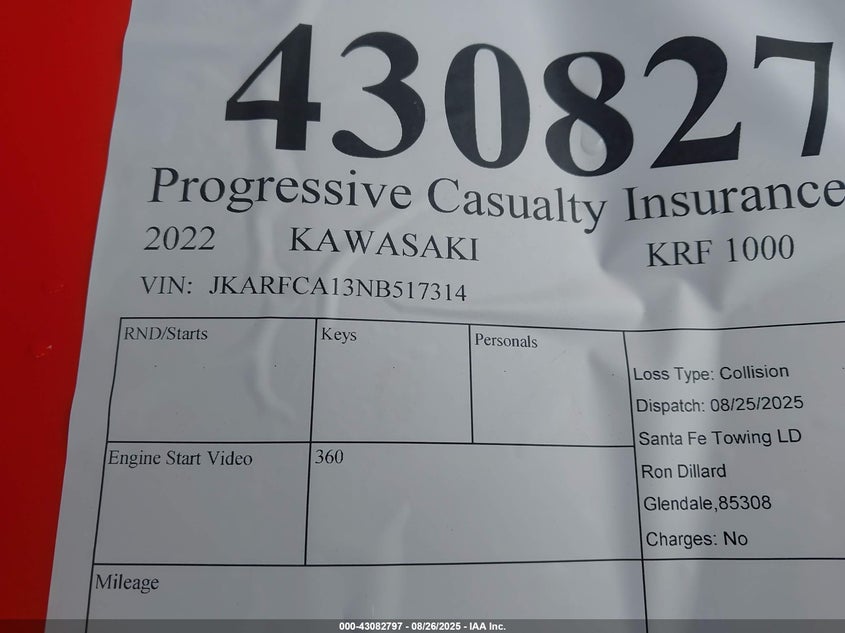 430827
Progressive Casualty Insurance
2022 KAWASAKI KRF 1000
VIN: JKARFCA13NB517314
RND/Starts
Keys
Personals
Loss Type: Collision
Dispatch: 08/25/2025
Santa Fe Towing LD
Ron Dillard
Glendale,85308
Charges: No
Engine Start Video
360
Mileage
000-43082797 - 08/26/2025 - IAA Inc.